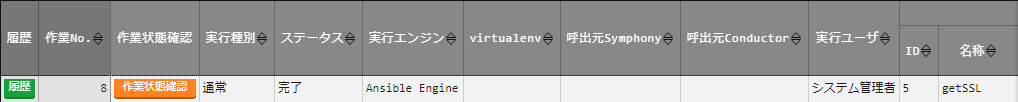 履歴 作業No. 作業状態確認 実行種別 ステータス 実行エンジン virtualenv 呼出元Symphony 呼出元Conductor 実行ユーザ ID 名称
履歴 8 作業状態確認 通常 完了 Ansible Engine システム管理者 5 getSSL